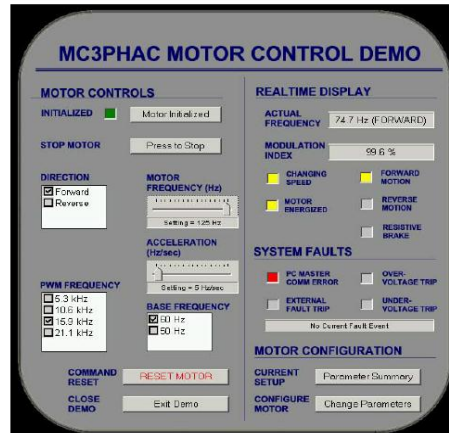 MC3PHAC MOTOR CONTROL DEMO
MOTOR CONTROLS
INITIALIZED
Motor Initialized
STOP MOTOR
Press to Stop
DIRECTION
Forward
Reverse
MOTOR
FREQUENCY (Hz)
Setting = 125 Hz
ACCELERATION
(Hz/sec)
Setting = 5 Hz/sec
PWM FREQUENCY
5.3 kHz
10.6 kHz
15.9 kHz
21.1 kHz
BASE FREQUENCY
60 Hz
50 Hz
COMMAND
RESET
RESET MOTOR
CLOSE
DEMO
Exit Demo
REALTIME DISPLAY
ACTUAL
FREQUENCY
74.7 Hz (FORWARD)
MODULATION
INDEX
99.6 %
CHANGING
SPEED
FORWARD
MOTION
MOTOR
ENERGIZED
REVERSE
MOTION
RESISTIVE
BRAKE
SYSTEM FAULTS
PC MASTER
COMM ERROR
OVER-
VOLTAGE TRIP
EXTERNAL
FAULT TRIP
UNDER-
VOLTAGE TRIP
No Current Fault Event
MOTOR CONFIGURATION
CURRENT
SETUP
Parameter Summary
CONFIGURE
MOTOR
Change Parameters